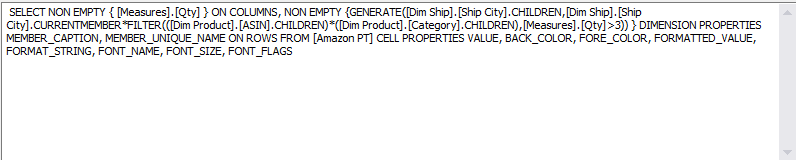 SELECT NON EMPTY { [Measures].[Qty] } ON COLUMNS, NON EMPTY {GENERATE([Dim Ship].[Ship City].CHILDREN,[Dim Ship].[Ship
City].CURRENTMEMBER*FILTER(([Dim Product].[ASIN].CHILDREN)*([Dim Product].[Category].CHILDREN),[Measures].[Qty]>3)) } DIMENSION PROPERTIES
MEMBER_CAPTION, MEMBER_UNIQUE_NAME ON ROWS FROM [Amazon PT] CELL PROPERTIES VALUE, BACK_COLOR, FORE_COLOR, FORMATTED_VALUE,
FORMAT_STRING, FONT_NAME, FONT_SIZE, FONT_FLAGS